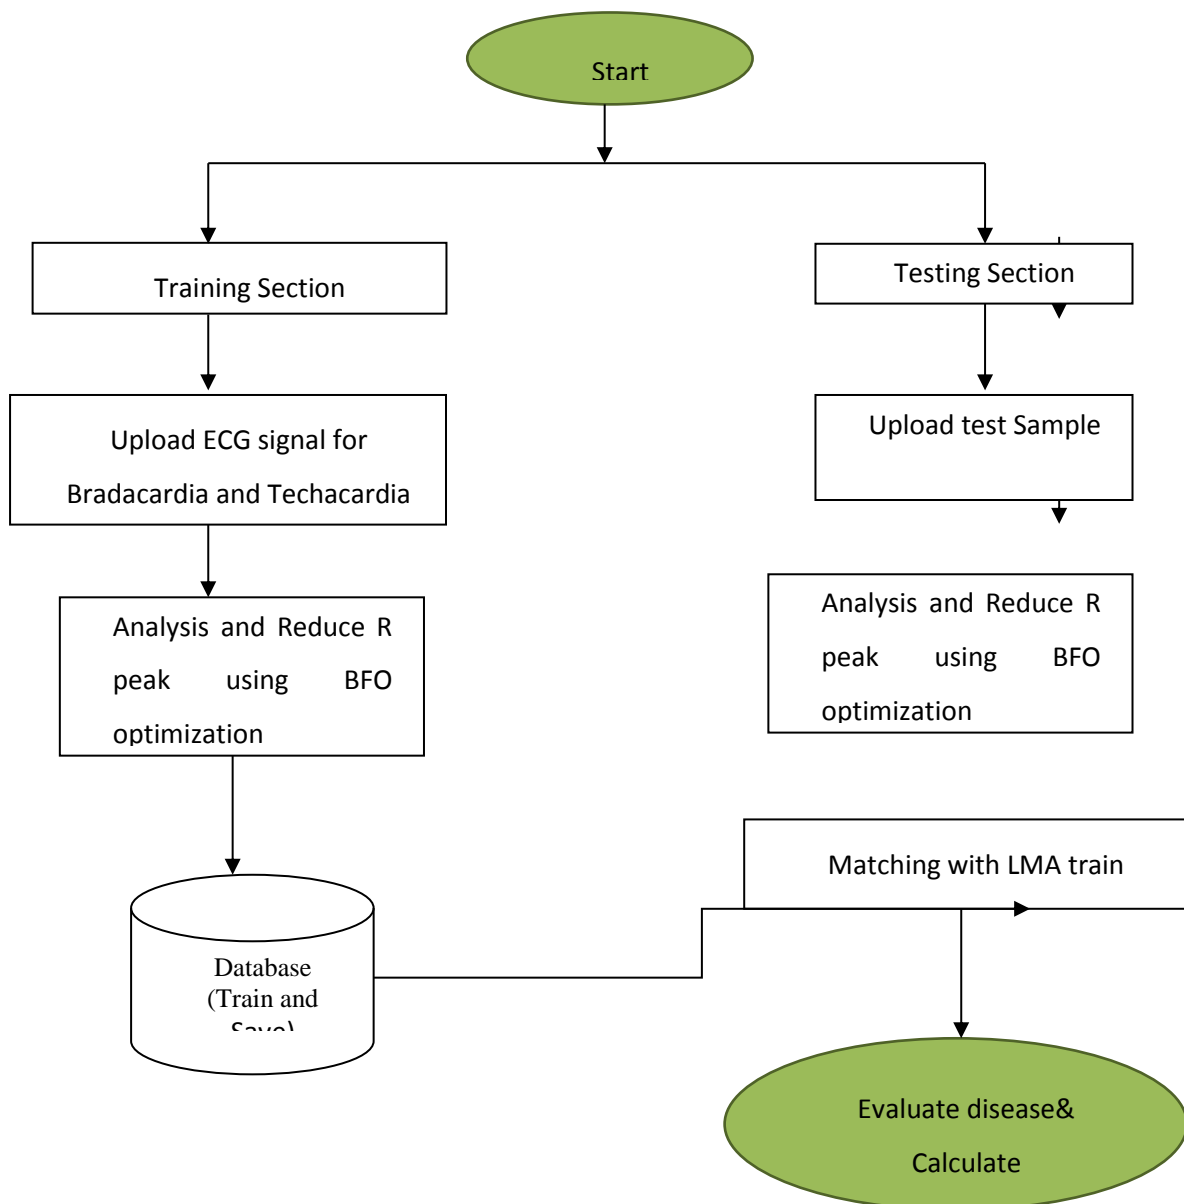 Start
Training Section
Testing Section
Upload ECG signal for
Bradacardia and Techacardia
Upload test Sample
Analysis and Reduce R
peak using BFO
optimization
Analysis and Reduce R
peak using BFO
optimization
Matching with LMA train
Database
(Train and
Save)
Evaluate disease&
Calculate